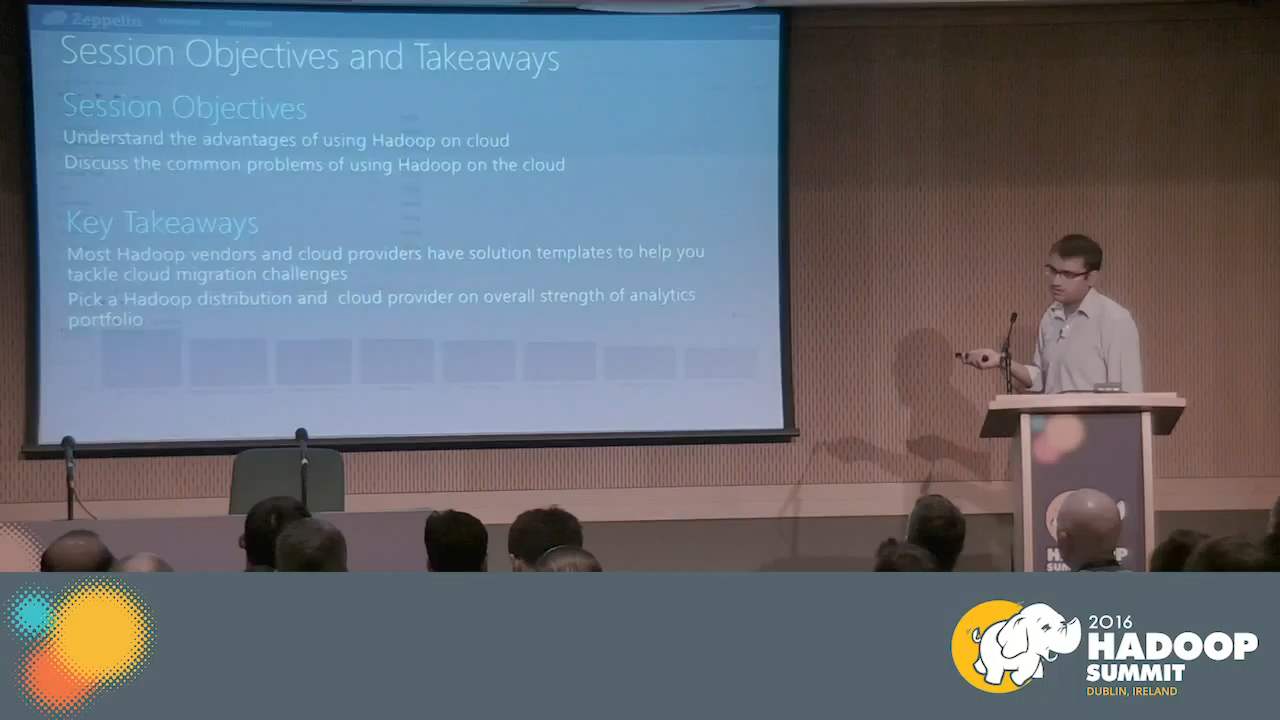 Zeppelin
Session Objectives and Takeaways
Session Objectives
Understand the advantages of using Hadoop on cloud
Discuss the common problems of using Hadoop on the cloud
Key Takeaways
Most Hadoop vendors and cloud providers have solution templates to help you
tackle cloud migration challenges
Pick a Hadoop distribution and cloud provider on overall strength of analytics
portfolio
2016
HADOOP
SUMMIT
DUBLIN, IRELAND